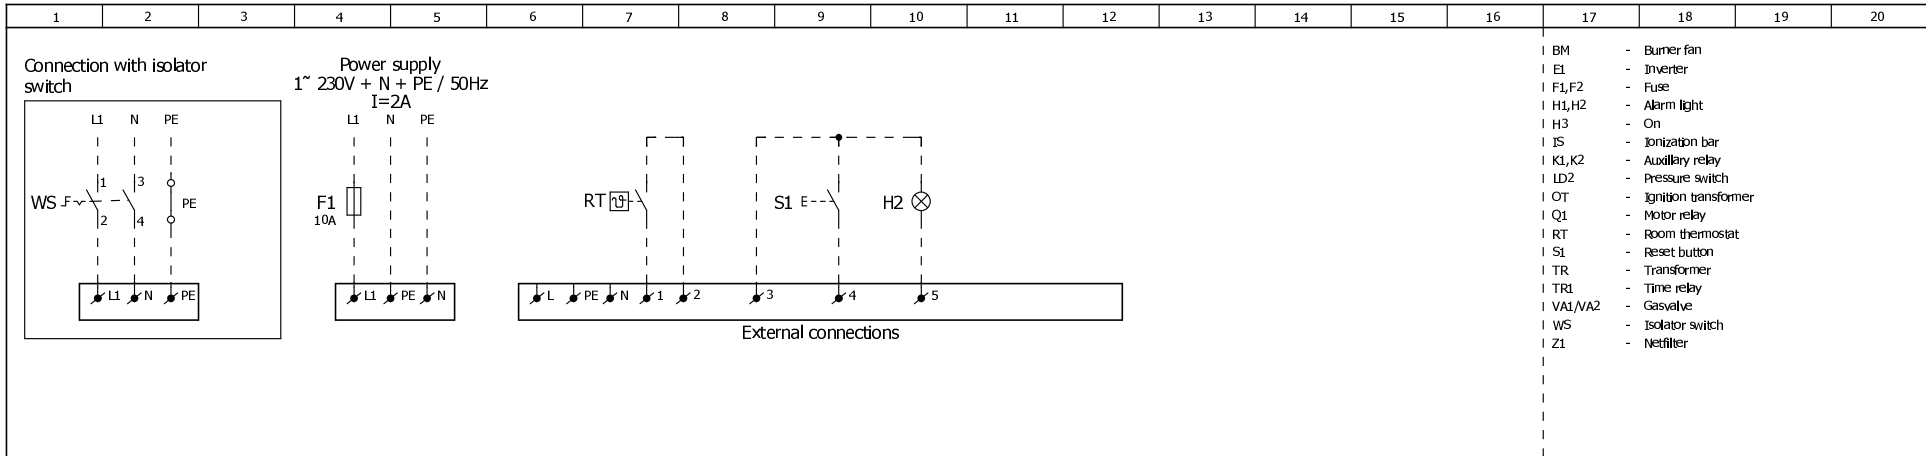 1 2 3 4 5 6 7 8 9 10 11 12 13 14 15 16 17 18 19 20
Connection with isolator
switch
L1 N PE
WS
1 3
PE
2 4
L1 N PE
Power supply
1~ 230V + N + PE / 50Hz
I=2A
L1 N PE
F1
10A
L1 PE N
RT
S1
H2
L PE N 1 2 3 4 5
External connections
BM - Burner fan
E1 - Inverter
F1,F2 - Fuse
H1,H2 - Alarm light
H3 - On
IS - Ionization bar
K1,K2 - Auxillary relay
LD2 - Pressure switch
OT - Ignition transformer
Q1 - Motor relay
RT - Room thermostat
S1 - Reset button
TR - Transformer
TR1 - Time relay
VA1/VA2 - Gasvalve
WS - Isolator switch
Z1 - Netfilter